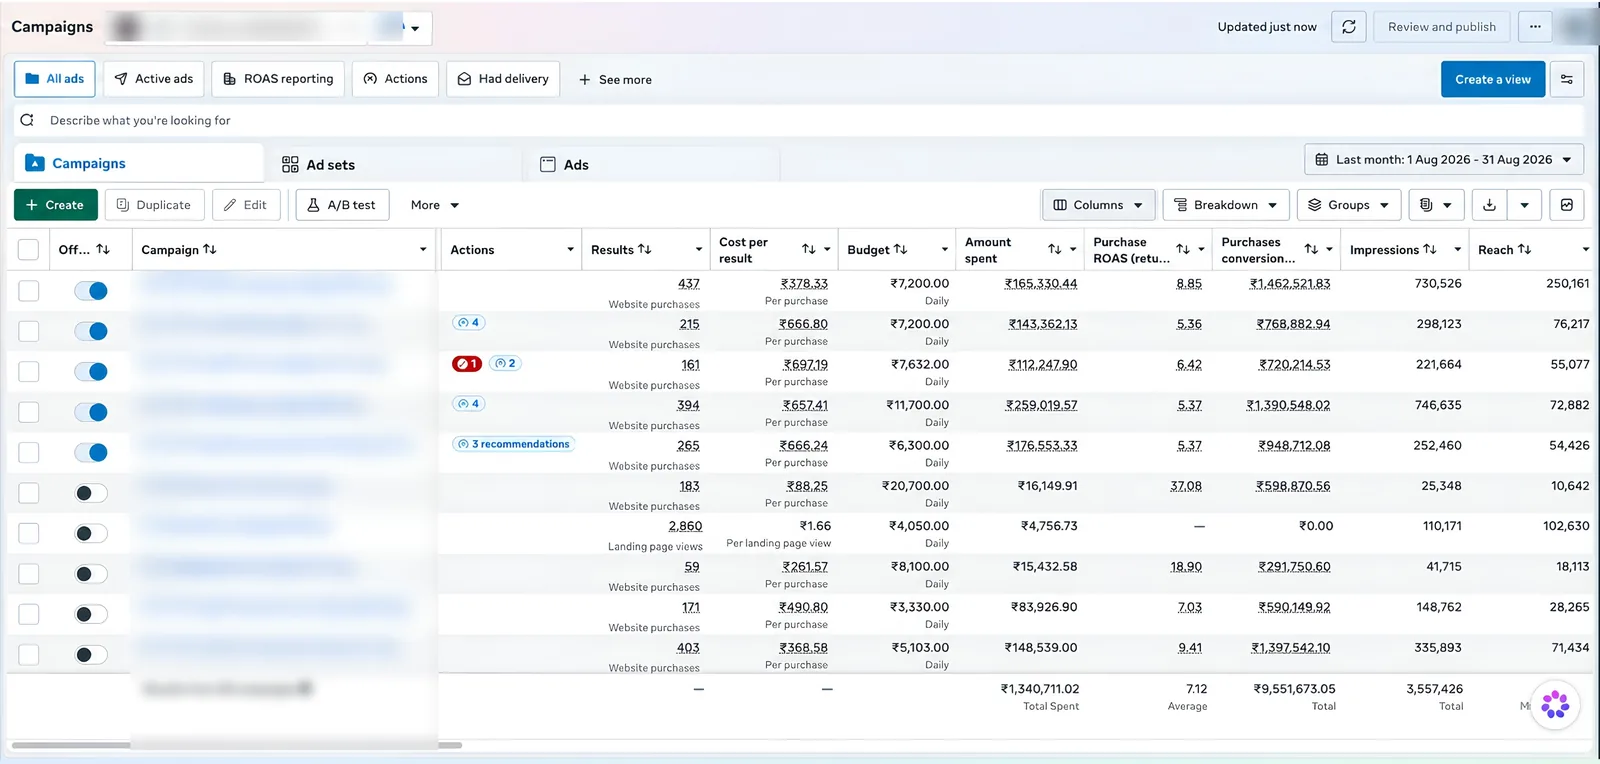 Campaigns
Updated just now
Review and publish
All ads
Active ads
ROAS reporting
Actions
Had delivery
+ See more
Create a view
Describe what you're looking for
Campaigns
Ad sets
Ads
Last month: 1 Aug 2026 - 31 Aug 2026
+ Create
Duplicate
Edit
A/B test
More
Columns
Breakdown
Groups
Off...
Campaign
Actions
Results
Cost per result
Budget
Amount spent
Purchase ROAS (retu...
Purchases conversion...
Impressions
Reach
437 ₹378.33 ₹7,200.00 ₹165,330.44 8.85 ₹1,462,521.83 730,526 250,161
Website purchases Per purchase Daily
4 215 ₹666.80 ₹7,200.00 ₹143,362.13 5.36 ₹768,882.94 298,123 76,217
Website purchases Per purchase Daily
1 2 161 ₹697.19 ₹7,632.00 ₹112,247.90 6.42 ₹720,214.53 221,664 55,077
Website purchases Per purchase Daily
4 394 ₹657.41 ₹11,700.00 ₹259,019.57 5.37 ₹1,390,548.02 746,635 72,882
Website purchases Per purchase Daily
3 recommendations 265 ₹666.24 ₹6,300.00 ₹176,553.33 5.37 ₹948,712.08 252,460 54,426
Website purchases Per purchase Daily
183 ₹88.25 ₹20,700.00 ₹16,149.91 37.08 ₹598,870.56 25,348 10,642
Website purchases Per purchase Daily
2,860 ₹1.66 ₹4,050.00 ₹4,756.73 — ₹0.00 110,171 102,630
Landing page views Per landing page view Daily
59 ₹261.57 ₹8,100.00 ₹15,432.58 18.90 ₹291,750.60 41,715 18,113
Website purchases Per purchase Daily
171 ₹490.80 ₹3,330.00 ₹83,926.90 7.03 ₹590,149.92 148,762 28,265
Website purchases Per purchase Daily
403 ₹368.58 ₹5,103.00 ₹148,539.00 9.41 ₹1,397,542.10 335,893 71,434
Website purchases Per purchase Daily
— — ₹1,340,711.02 7.12 ₹9,551,673.05 3,557,426
Total Spent Average Total Total